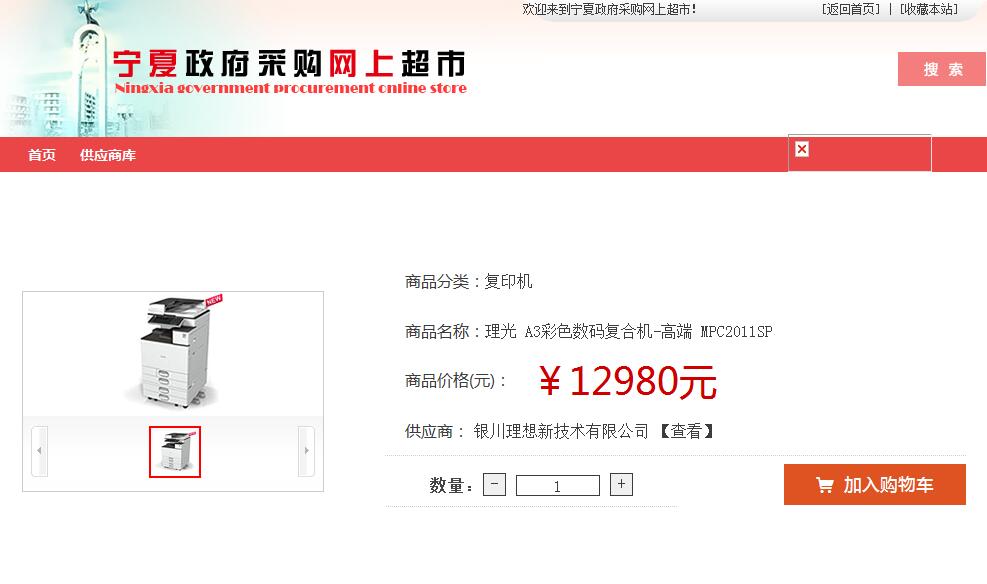 欢迎来到宁夏政府采购网上超市!
[返回首页] | [收藏本站]
宁夏政府采购网上超市
Ningxia government procurement online store
搜 索
首页 供应商库
商品分类：复印机
NEW
商品名称：理光 A3彩色数码复合机-高端 MPC2011SP
商品价格(元)： ￥12980元
供应商： 银川理想新技术有限公司 【查看】
数量： - 1 +
加入购物车